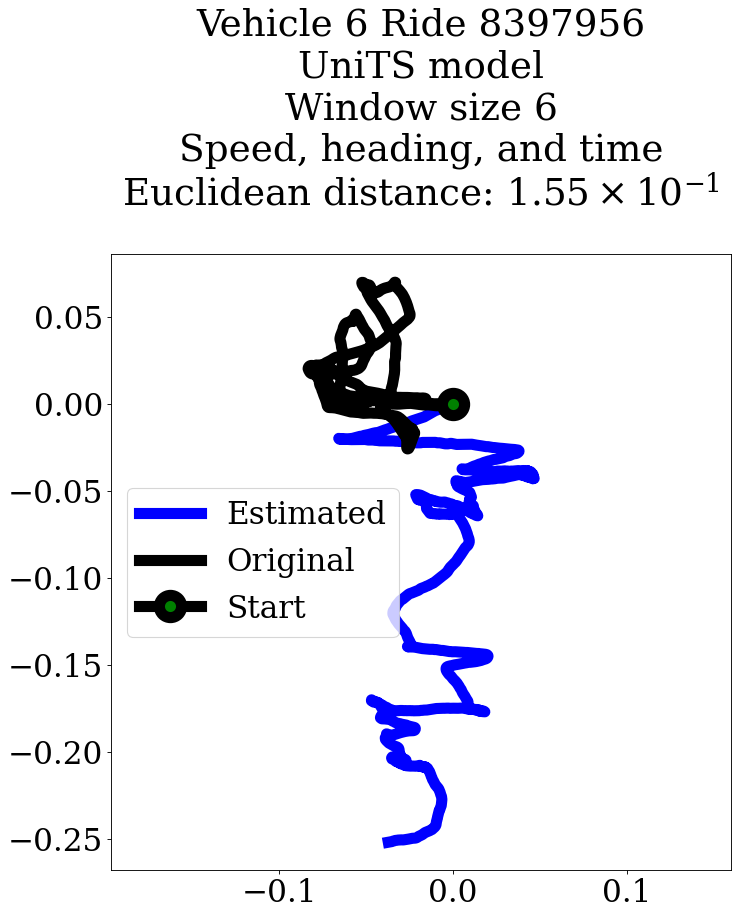 Vehicle 6 Ride 8397956
UniTS model
Window size 6
Speed, heading, and time
Euclidean distance: $1.55 \times 10^{-1}$
0.05
0.00
−0.05
−0.10
−0.15
−0.20
−0.25
Estimated
Original
Start
−0.1
0.0
0.1